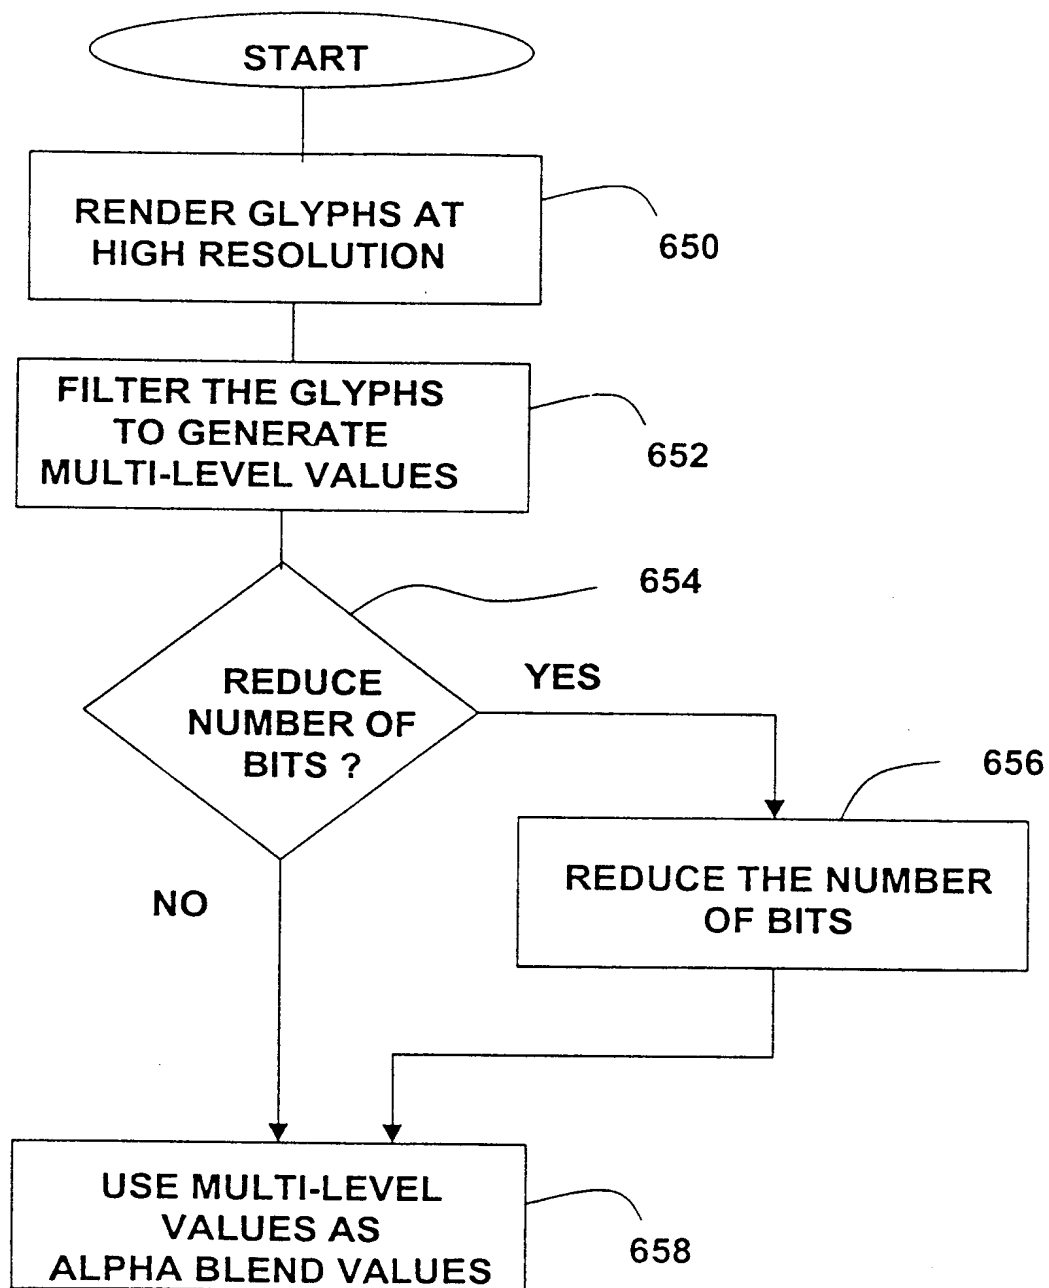 START
RENDER GLYPHS AT
HIGH RESOLUTION
650
FILTER THE GLYPHS
TO GENERATE
MULTI-LEVEL VALUES
652
654
REDUCE
NUMBER OF
BITS ?
YES
656
REDUCE THE NUMBER
OF BITS
NO
USE MULTI-LEVEL
VALUES AS
ALPHA BLEND VALUES
658